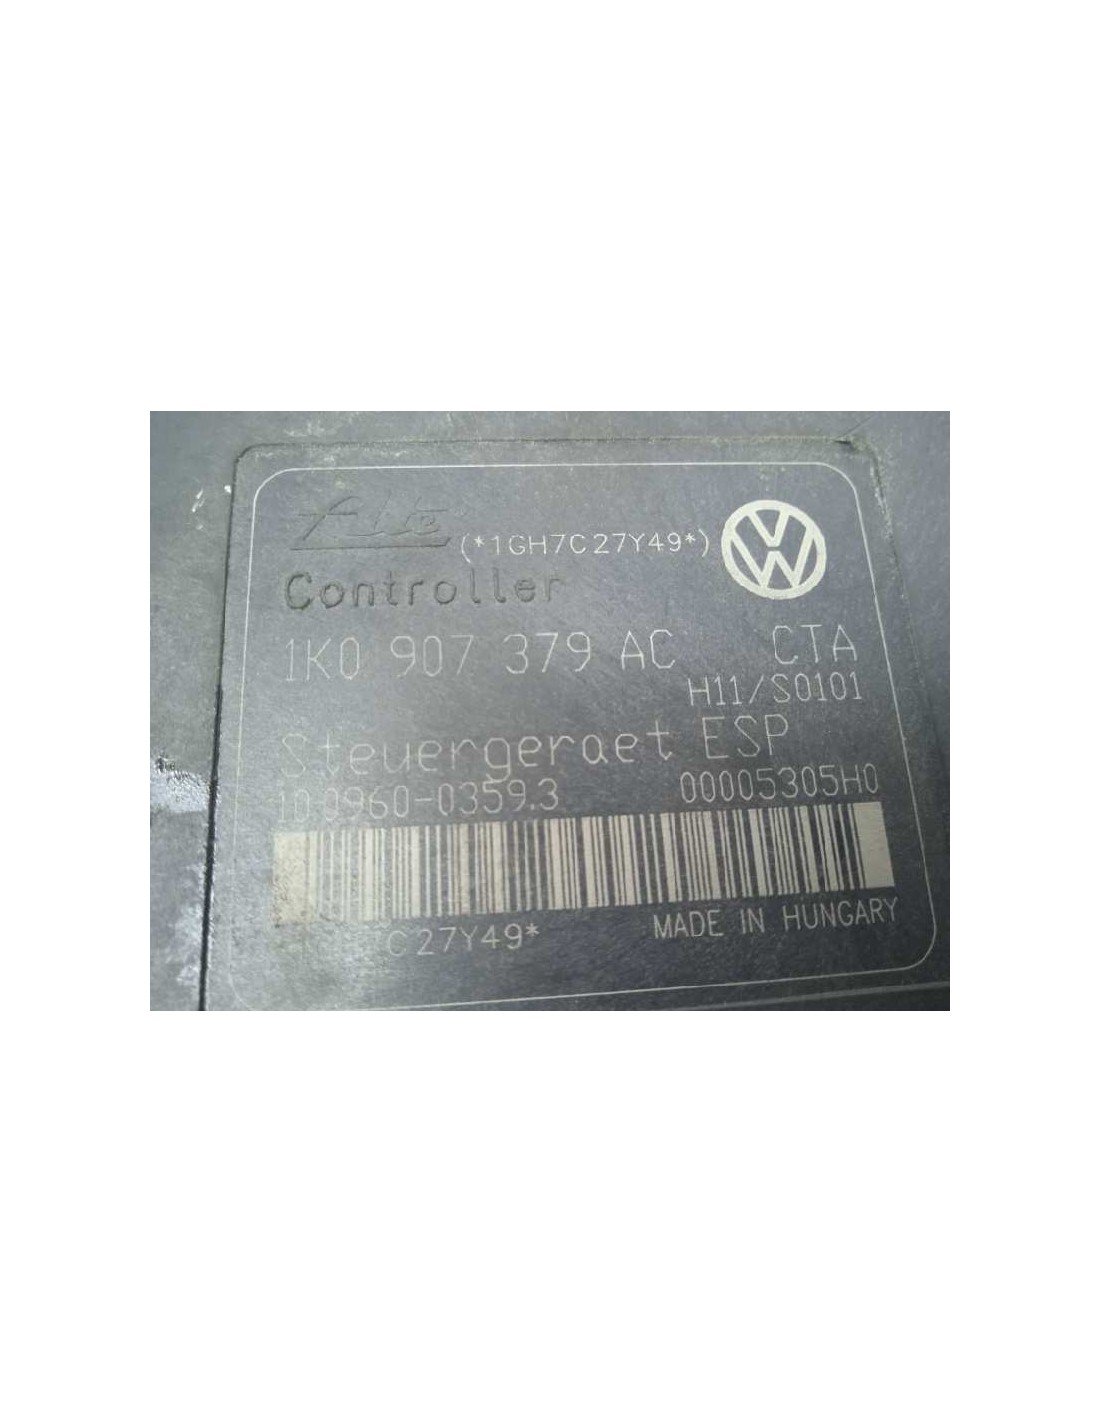 Ate (*1GH7C27Y49*)
Controller
1K0 907 379 AC CTA
H11/S0101
Steuergeraet ESP
10.0960-0359.3 00005305H0
C27Y49* MADE IN HUNGARY